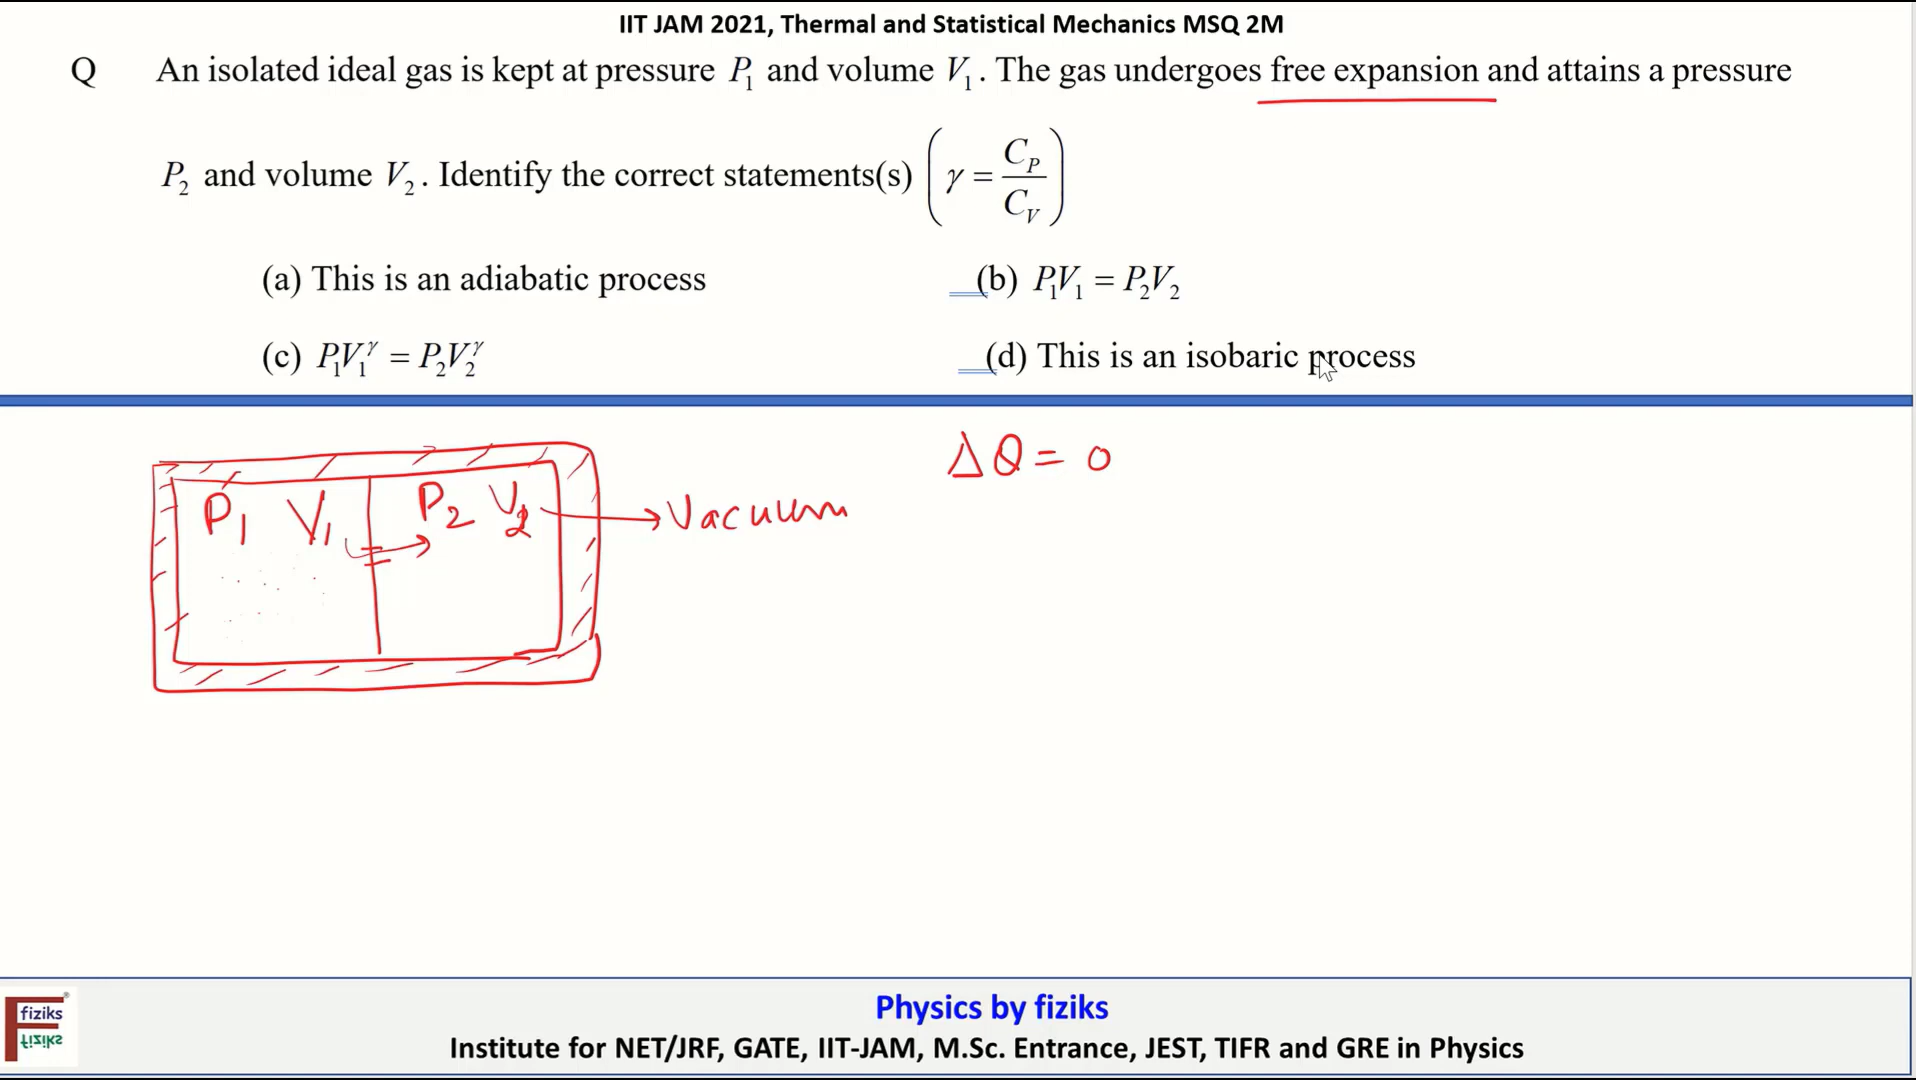 IIT JAM 2021, Thermal and Statistical Mechanics MSQ 2M
Q An isolated ideal gas is kept at pressure P₁ and volume V₁. The gas undergoes free expansion and attains a pressure
P₂ and volume V₂. Identify the correct statements(s) (γ = C_P/C_V)
(a) This is an adiabatic process (b) P₁V₁ = P₂V₂
(c) P₁V₁^γ = P₂V₂^γ (d) This is an isobaric process
ΔQ = 0
P₁ V₁ P₂ V₂ → Vacuum
fiziks
fiziks
Physics by fiziks
Institute for NET/JRF, GATE, IIT-JAM, M.Sc. Entrance, JEST, TIFR and GRE in Physics